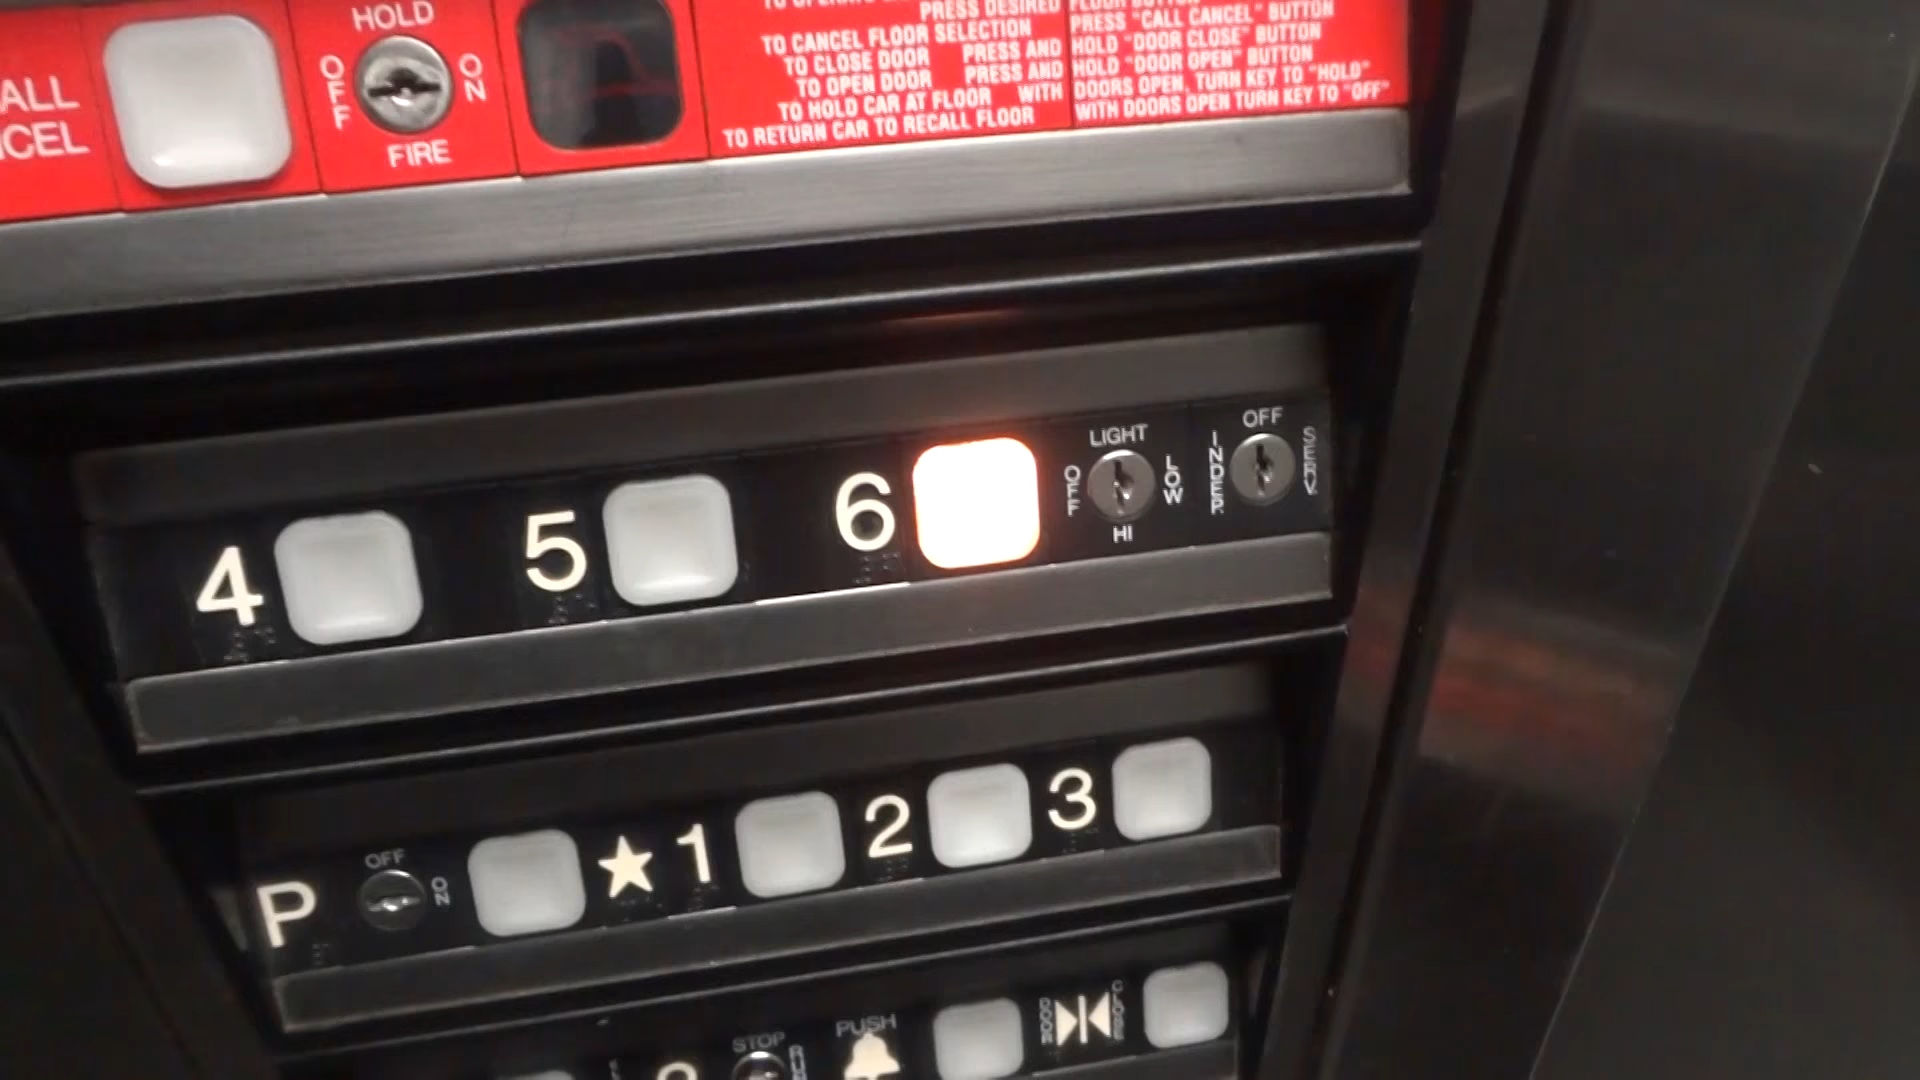 ALL
CEL
HOLD
OFF
ON
FIRE
PRESS DESIRED FLOOR BUTTON
TO CANCEL FLOOR SELECTION PRESS "CALL CANCEL" BUTTON
TO CLOSE DOOR PRESS AND HOLD "DOOR CLOSE" BUTTON
TO OPEN DOOR PRESS AND HOLD "DOOR OPEN" BUTTON
TO HOLD CAR AT FLOOR WITH DOORS OPEN, TURN KEY TO "HOLD"
TO RETURN CAR TO RECALL FLOOR WITH DOORS OPEN TURN KEY TO "OFF"
4
5
6
LIGHT
OFF
LOW
HI
OFF
INDEP.
SERV.
P
OFF
ON
★1
2
3
STOP
RUN
PUSH
DOOR
CLOSE